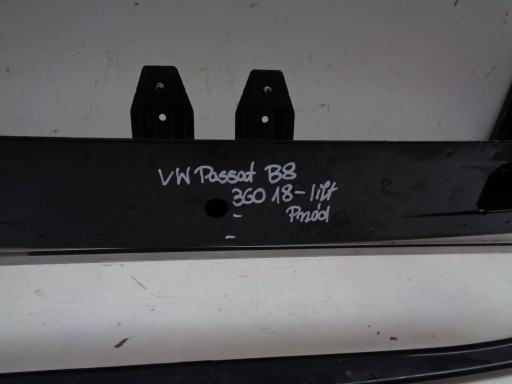 VW Passat B8
3G0 18-lift
- Przód
-